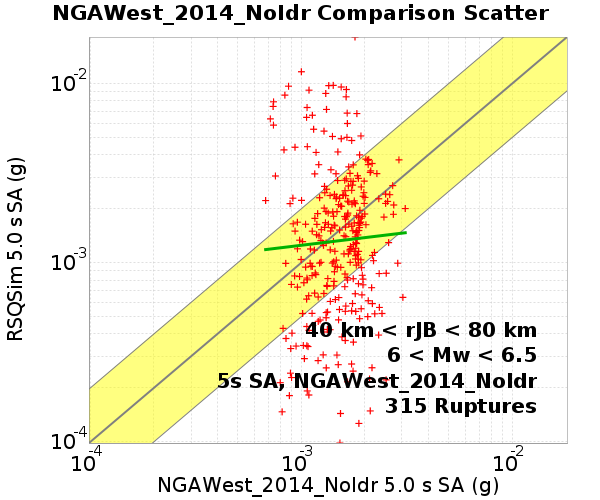 NGAWest_2014_NoIdr Comparison Scatter
RSQSim 5.0 s SA (g)
10-2
10-3
10-4
40 km < rJB < 80 km
6 < Mw < 6.5
5s SA, NGAWest_2014_NoIdr
315 Ruptures
10-4
10-3
10-2
NGAWest_2014_NoIdr 5.0 s SA (g)